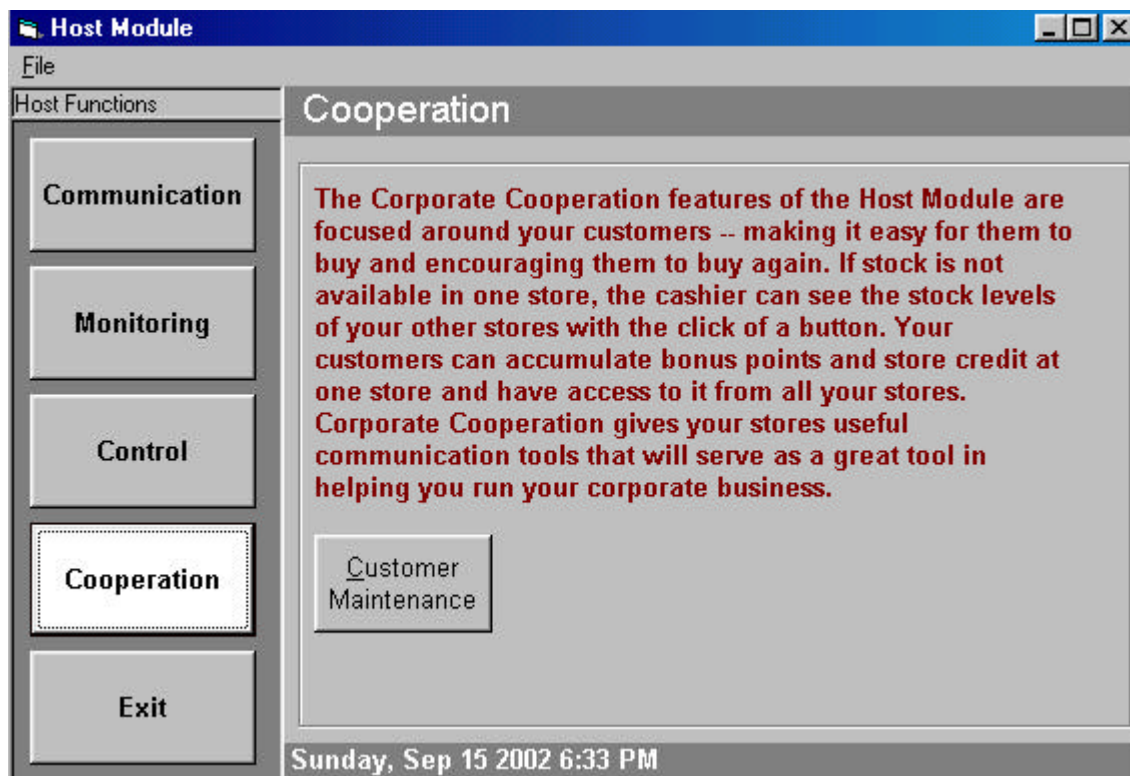 Host Module
File
Host Functions
Communication
Monitoring
Control
Cooperation
Exit
Cooperation
The Corporate Cooperation features of the Host Module are
focused around your customers -- making it easy for them to
buy and encouraging them to buy again. If stock is not
available in one store, the cashier can see the stock levels
of your other stores with the click of a button. Your
customers can accumulate bonus points and store credit at
one store and have access to it from all your stores.
Corporate Cooperation gives your stores useful
communication tools that will serve as a great tool in
helping you run your corporate business.
Customer
Maintenance
Sunday, Sep 15 2002 6:33 PM